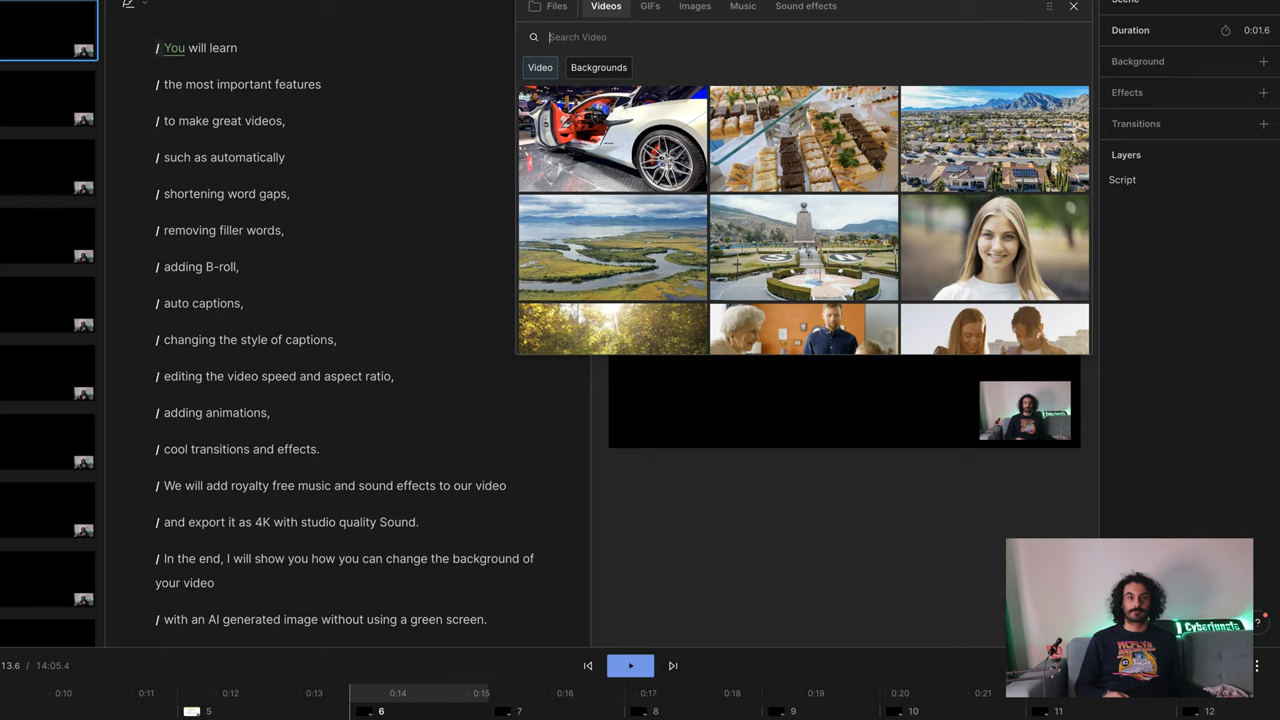 Files Videos GIFs Images Music Sound effects
Search Video
Video Backgrounds
/ You will learn
/ the most important features
/ to make great videos,
/ such as automatically
/ shortening word gaps,
/ removing filler words,
/ adding B-roll,
/ auto captions,
/ changing the style of captions,
/ editing the video speed and aspect ratio,
/ adding animations,
/ cool transitions and effects.
/ We will add royalty free music and sound effects to our video
/ and export it as 4K with studio quality Sound.
/ In the end, I will show you how you can change the background of
your video
/ with an AI generated image without using a green screen.
Scene
Duration 0:01.6
Background
Effects
Transitions
Layers
Script
S N
Cyberjungle
?
13.6 / 14:05.4
0:10 0:11 0:12 0:13 0:14 0:15 0:16 0:17 0:18 0:19 0:20 0:21
5 6 7 8 9 10 11 12